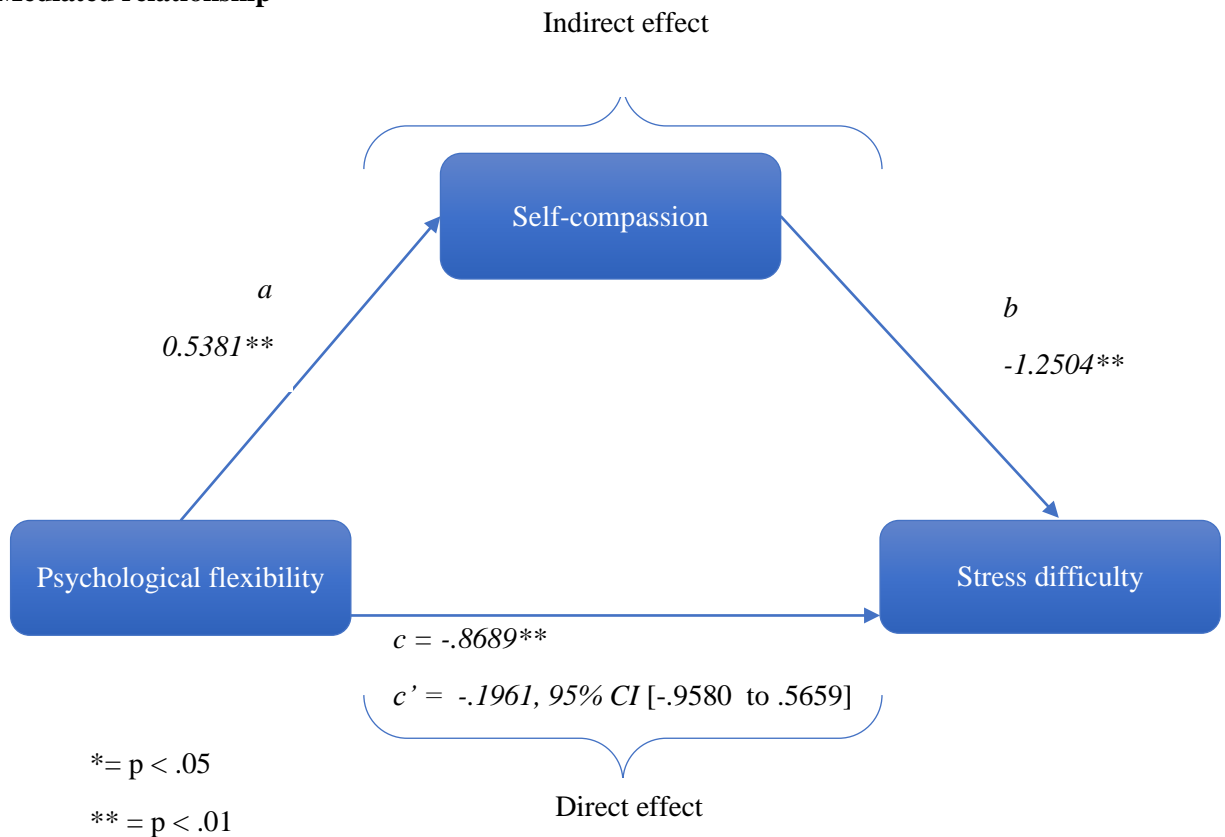 Mediated relationship
Indirect effect
Self-compassion
a
0.5381**
b
-1.2504**
Psychological flexibility
Stress difficulty
c = -.8689**
c’ = -.1961, 95% CI [-.9580 to .5659]
*= p < .05
** = p < .01
Direct effect